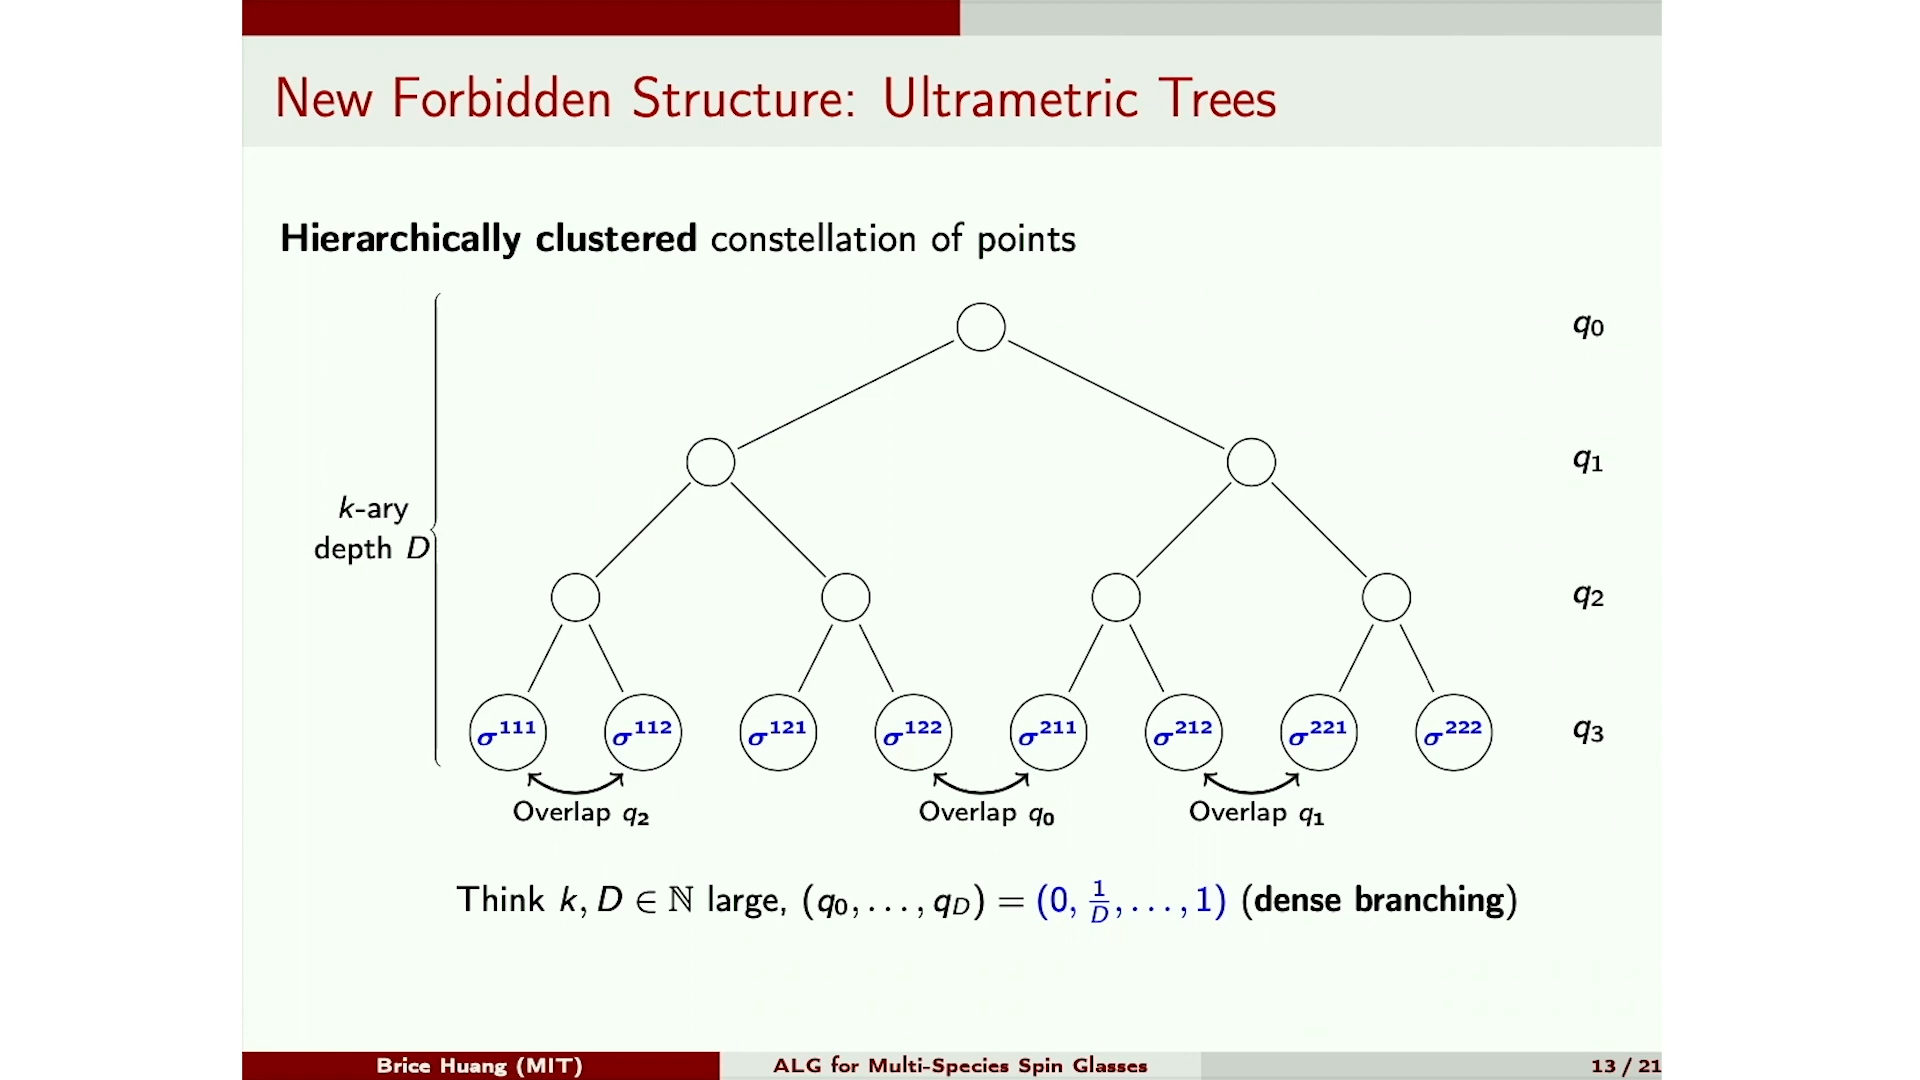 New Forbidden Structure: Ultrametric Trees
Hierarchically clustered constellation of points
q₀
q₁
k-ary
depth D
q₂
σ¹¹¹ σ¹¹² σ¹²¹ σ¹²² σ²¹¹ σ²¹² σ²²¹ σ²²² q₃
Overlap q₂ Overlap q₀ Overlap q₁
Think k, D ∈ ℕ large, (q₀, . . . , q_D) = (0, 1/D, . . . , 1) (dense branching)
Brice Huang (MIT) ALG for Multi-Species Spin Glasses 13 / 21